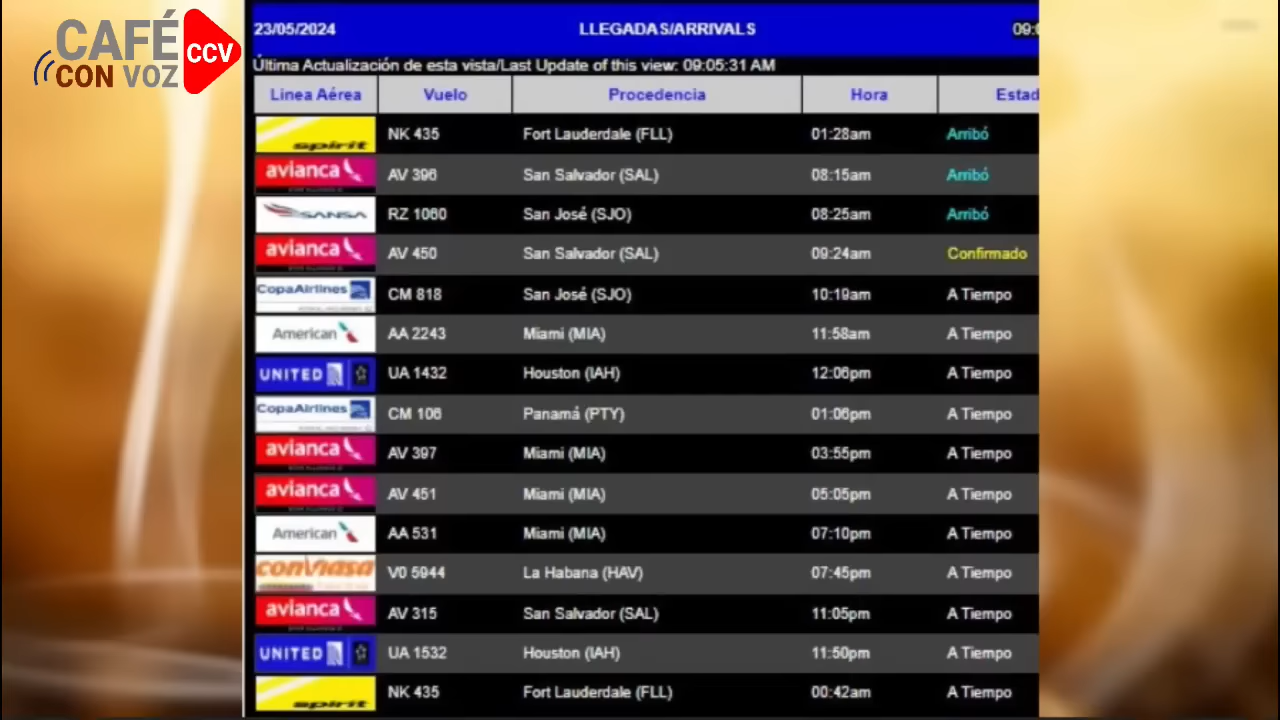 CAFÉ
CON VOZ
CCV
23/05/2024 LLEGADAS/ARRIVALS
Última Actualización de esta vista/Last Update of this view: 09:05:31 AM
Linea Aérea Vuelo Procedencia Hora Estad
spirit NK 435 Fort Lauderdale (FLL) 01:28am Arribó
avianca AV 396 San Salvador (SAL) 08:15am Arribó
SANSA RZ 1060 San José (SJO) 08:25am Arribó
avianca AV 450 San Salvador (SAL) 09:24am Confirmado
CopaAirlines CM 818 San José (SJO) 10:19am A Tiempo
American AA 2243 Miami (MIA) 11:58am A Tiempo
UNITED UA 1432 Houston (IAH) 12:06pm A Tiempo
CopaAirlines CM 106 Panamá (PTY) 01:06pm A Tiempo
avianca AV 397 Miami (MIA) 03:55pm A Tiempo
avianca AV 451 Miami (MIA) 05:05pm A Tiempo
American AA 531 Miami (MIA) 07:10pm A Tiempo
conviasa V0 5944 La Habana (HAV) 07:45pm A Tiempo
avianca AV 315 San Salvador (SAL) 11:05pm A Tiempo
UNITED UA 1532 Houston (IAH) 11:50pm A Tiempo
spirit NK 435 Fort Lauderdale (FLL) 00:42am A Tiempo